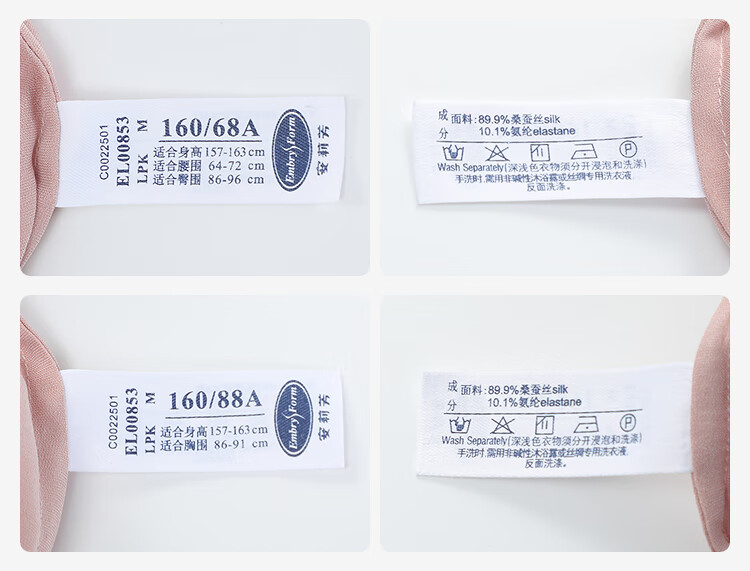 C0022501
EL00853
LPK M
160/68A
适合身高 157-163 cm
适合腰围 64-72 cm
适合臀围 86-96 cm
Embry Form
安莉芳
成分
面料:89.9%桑蚕丝silk
10.1%氨纶elastane
P
Wash Separately(深浅色衣物须分开浸泡和洗涤)
手洗时,需用非碱性沐浴露或丝绸专用洗衣液,
反面洗涤.
C0022501
EL00853
LPK M
160/88A
适合身高 157-163 cm
适合胸围 86-91 cm
Embry Form
安莉芳
成分
面料:89.9%桑蚕丝silk
10.1%氨纶elastane
P
Wash Separately(深浅色衣物须分开浸泡和洗涤)
手洗时,需用非碱性沐浴露或丝绸专用洗衣液,
反面洗涤.